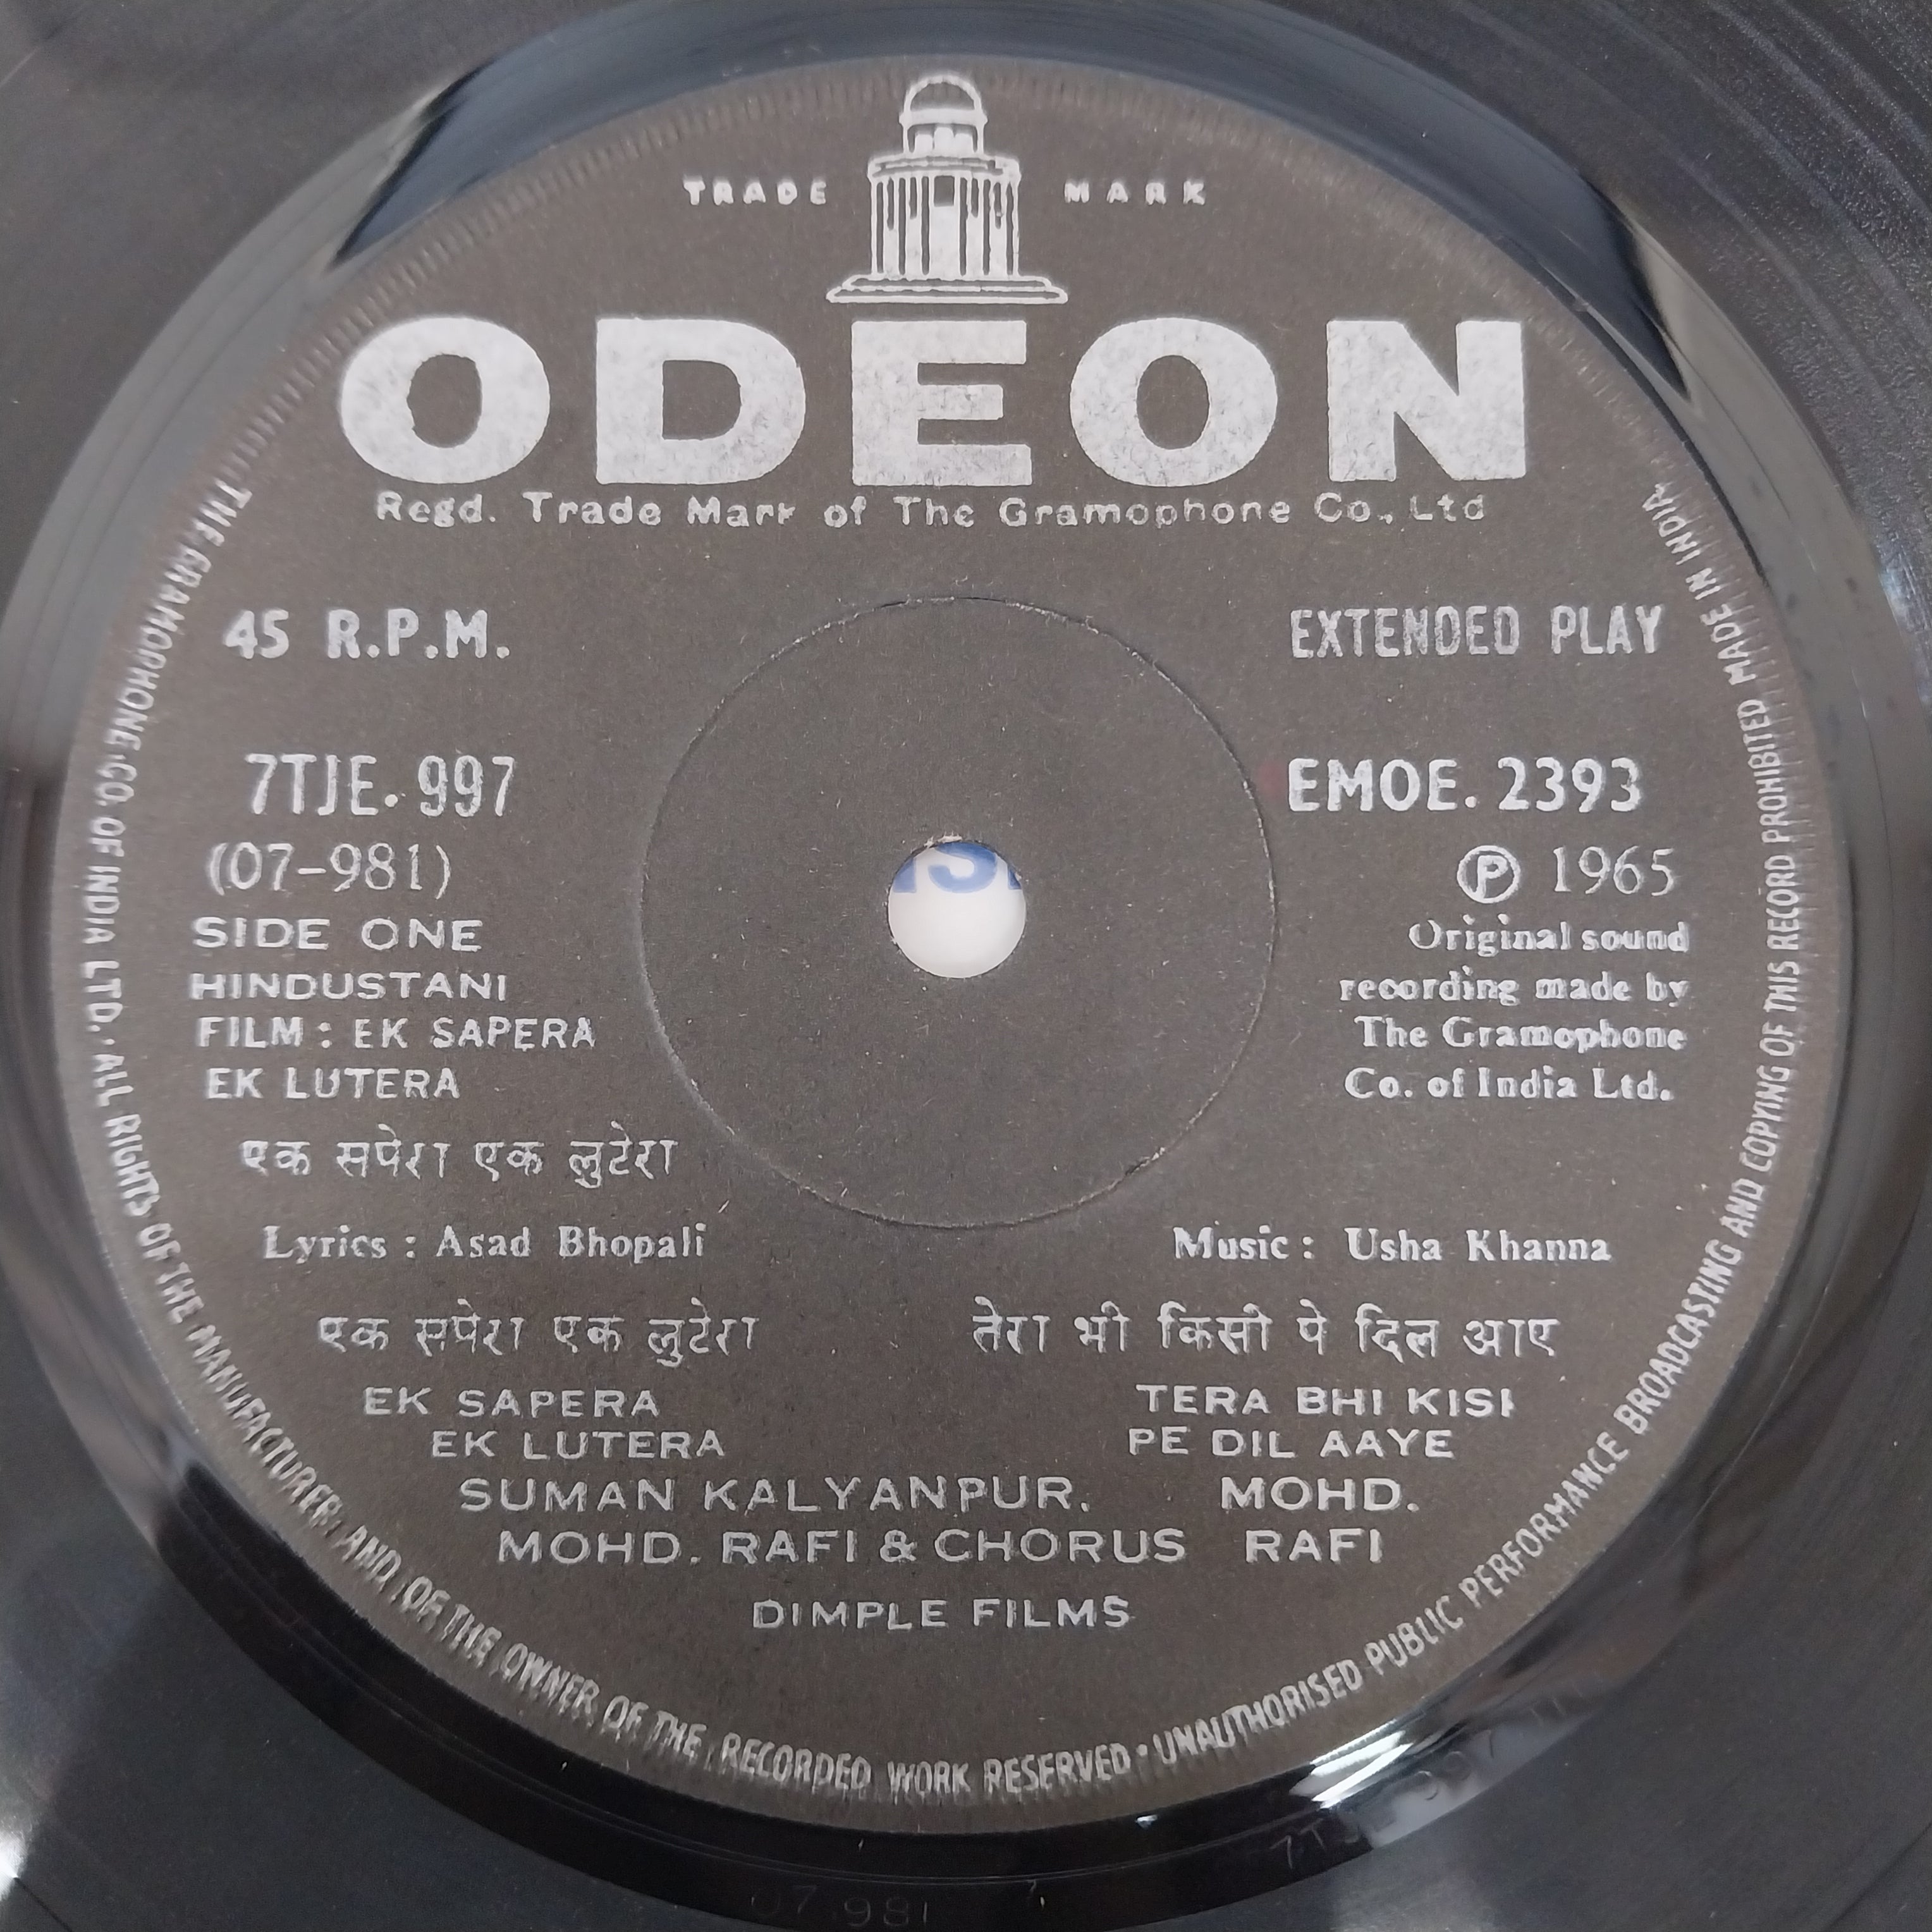 TRADE MARK
ODEON
Regd. Trade Mark of The Gramophone Co., Ltd
45 R.P.M.
EXTENDED PLAY
7TJE. 997
(07-981)
SIDE ONE
HINDUSTANI
FILM : EK SAPERA
EK LUTERA
EMOE. 2393
Ⓟ 1965
Original sound
recording made by
The Gramophone
Co. of India Ltd.
एक सपेरा एक लुटेरा
Lyrics : Asad Bhopali
Music : Usha Khanna
एक सपेरा एक लुटेरा
EK SAPERA
EK LUTERA
SUMAN KALYANPUR.
MOHD. RAFI & CHORUS
तेरा भी किसी पे दिल आए
TERA BHI KISI
PE DIL AAYE
MOHD.
RAFI
DIMPLE FILMS
THE GRAMOPHONE CO. OF INDIA LTD. · ALL RIGHTS OF THE MANUFACTURER AND OF THE OWNER OF THE RECORDED WORK RESERVED · UNAUTHORISED PUBLIC PERFORMANCE BROADCASTING AND COPYING OF THIS RECORD PROHIBITED MADE IN INDIA
07 981